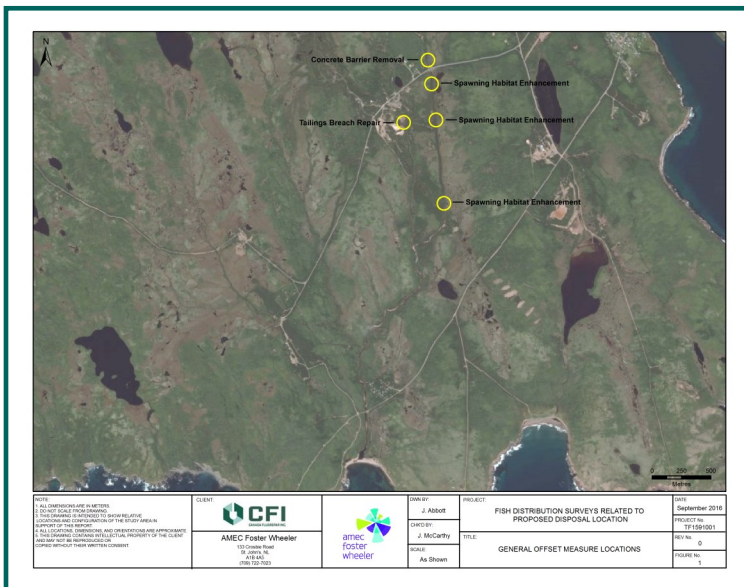 N
Concrete Barrier Removal
Spawning Habitat Enhancement
Tailings Breach Repair
Spawning Habitat Enhancement
Spawning Habitat Enhancement
0 250 500
Metres
NOTE:
1. ALL DIMENSIONS ARE IN METERS.
2. DO NOT SCALE FROM DRAWING.
3. THIS DRAWING IS INTENDED TO SHOW RELATIVE
LOCATIONS AND CONFIGURATION OF THE STUDY AREA IN
SUPPORT OF THIS REPORT.
4. ALL LOCATIONS, DIMENSIONS, AND ORIENTATIONS ARE APPROXIMATE.
5. THIS DRAWING CONTAINS INTELLECTUAL PROPERTY OF THE CLIENT
AND MAY NOT BE REPRODUCED OR
COPIED WITHOUT THEIR WRITTEN CONSENT.
CLIENT:
CFI
CANADA FLUORSPAR INC.
AMEC Foster Wheeler
133 Crosbie Road
St. John's, NL
A1B 4A5
(709) 722-7023
amec
foster
wheeler
DWN BY:
J. Abbott
CHK'D BY:
J. McCarthy
SCALE:
As Shown
PROJECT:
FISH DISTRIBUTION SURVEYS RELATED TO
PROPOSED DISPOSAL LOCATION
TITLE:
GENERAL OFFSET MEASURE LOCATIONS
DATE
September 2016
PROJECT No.
TF1591001
REV No.
0
FIGURE No.
1